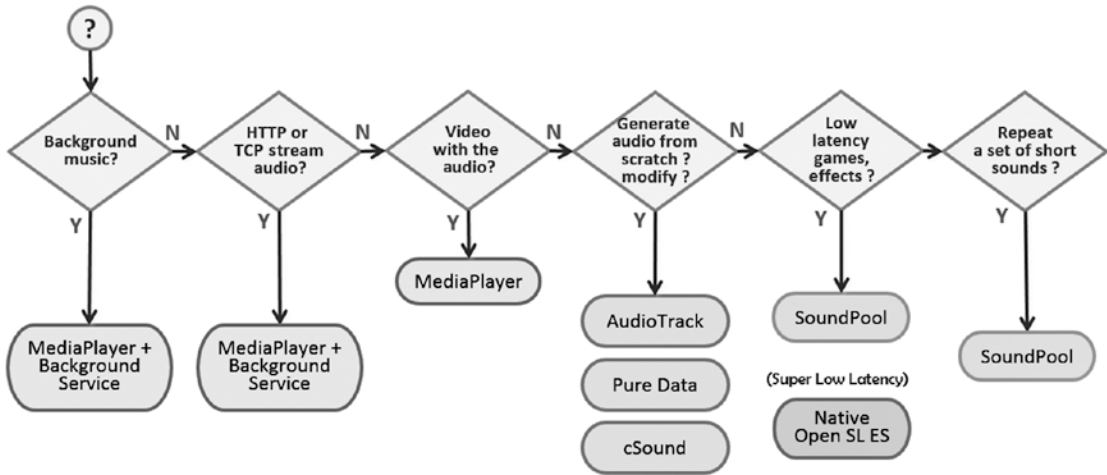 ?
Background
music?
N
Y
MediaPlayer +
Background
Service
HTTP or
TCP stream
audio?
N
Y
MediaPlayer +
Background
Service
Video
with the
audio?
N
Y
MediaPlayer
Generate
audio from
scratch ?
modify ?
N
Y
AudioTrack
Pure Data
cSound
Low
latency
games,
effects ?
Y
SoundPool
(Super Low Latency)
Native
Open SL ES
Repeat
a set of short
sounds ?
Y
SoundPool